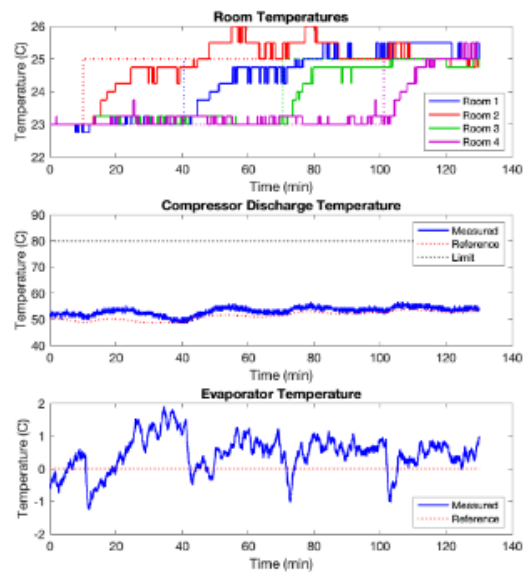 Room Temperatures
26
25
24
23
22
Temperature (C)
0 20 40 60 80 100 120 140
Time (min)
Room 1
Room 2
Room 3
Room 4
Compressor Discharge Temperature
90
80
70
60
50
40
Temperature (C)
0 20 40 60 80 100 120 140
Time (min)
Measured
Reference
Limit
Evaporator Temperature
2
1
0
-1
-2
Temperature (C)
0 20 40 60 80 100 120 140
Time (min)
Measured
Reference